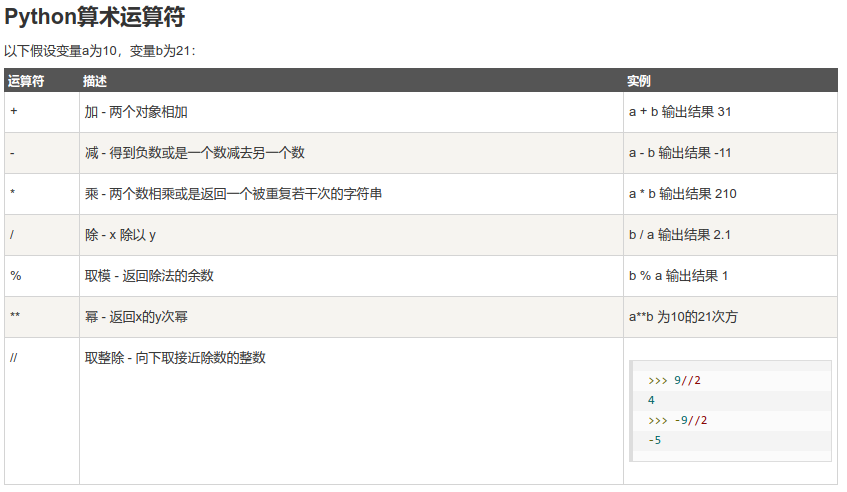 Python算术运算符
以下假设变量a为10，变量b为21：
运算符 描述 实例
+ 加 - 两个对象相加 a + b 输出结果 31
- 减 - 得到负数或是一个数减去另一个数 a - b 输出结果 -11
* 乘 - 两个数相乘或是返回一个被重复若干次的字符串 a * b 输出结果 210
/ 除 - x 除以 y b / a 输出结果 2.1
% 取模 - 返回除法的余数 b % a 输出结果 1
** 幂 - 返回x的y次幂 a**b 为10的21次方
// 取整除 - 向下取接近除数的整数
>>> 9//2
4
>>> -9//2
-5